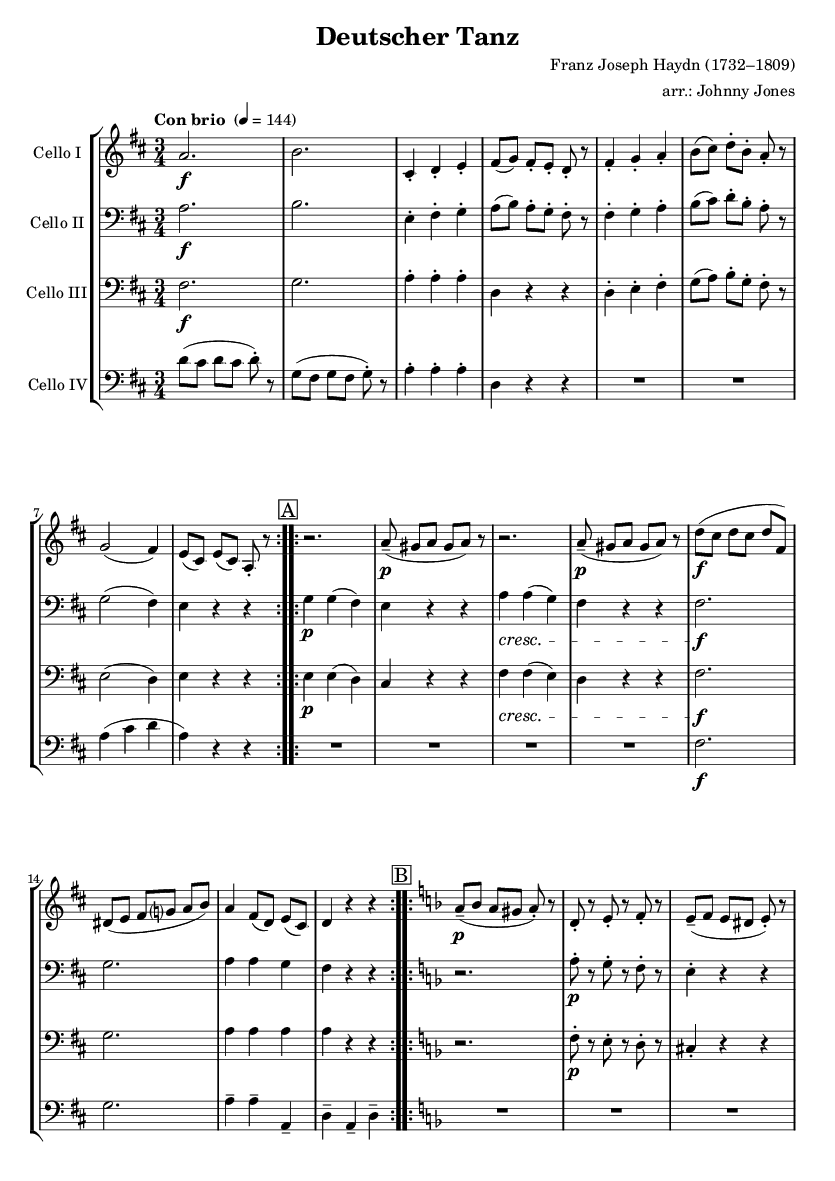 Deutscher Tanz
Franz Joseph Haydn (1732–1809)
arr.: Johnny Jones
Con brio (♩ = 144)
Cello I
f
Cello II
f
Cello III
f
Cello IV
7
A
p
p
f
p
cresc.
f
p
cresc.
f
f
14
B
p
p
p